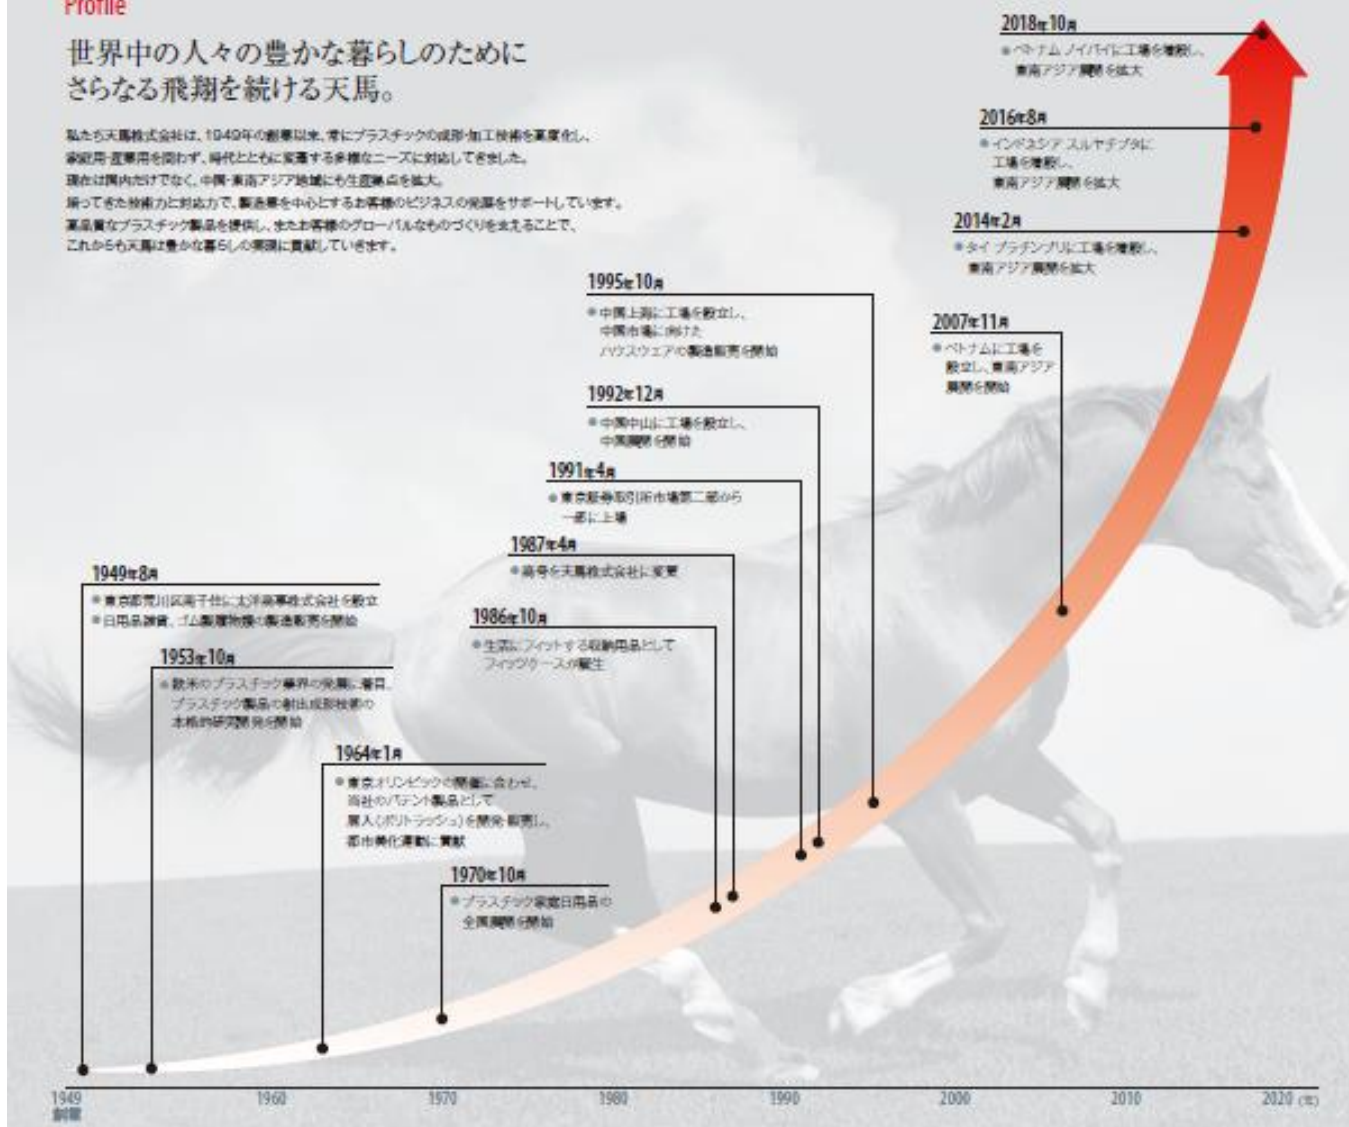 Profile
世界中の人々の豊かな暮らしのために
さらなる飛翔を続ける天馬。
私たち天馬株式会社は、1949年の創業以来、常にプラスチックの成形・加工技術を高度化し、
家庭用・産業用を問わず、時代とともに変遷する多様なニーズに対応してきました。
現在は国内だけでなく、中国・東南アジア地域にも生産拠点を拡大。
培ってきた技術力と対応力で、製造業を中心とするお客様のビジネスの発展をサポートしています。
高品質なプラスチック製品を提供し、またお客様のグローバルなものづくりを支えることで、
これからも天馬は豊かな暮らしの実現に貢献していきます。
2018年10月
ベトナム ノイバイに工場を増設し、
東南アジア展開を拡大
2016年8月
インドネシア スルヤチプタに
工場を増設し、
東南アジア展開を拡大
2014年2月
タイ プラチンブリに工場を増設し、
東南アジア展開を拡大
2007年11月
ベトナムに工場を
設立し、東南アジア
展開を開始
1995年10月
中国上海に工場を設立し、
中国市場に向けた
ハウスウェアの製造販売を開始
1992年12月
中国中山に工場を設立し、
中国展開を開始
1991年4月
東京証券取引所市場第二部から
一部に上場
1987年4月
商号を天馬株式会社に変更
1986年10月
生活にフィットする収納用品として
フィッツケースが誕生
1949年8月
東京都荒川区南千住に太洋商事株式会社を設立
日用品雑貨、ゴム製履物類の製造販売を開始
1953年10月
欧米のプラスチック業界の発展に着目、
プラスチック製品の射出成形技術の
本格的研究開発を開始
1964年1月
東京オリンピックの開催に合わせ、
当社のパテント製品として
麗人(ポリトラッシュ)を開発・販売し、
都市美化運動に貢献
1970年10月
プラスチック家庭日用品の
全国展開を開始
1949 1960 1970 1980 1990 2000 2010 2020 (年)
創業